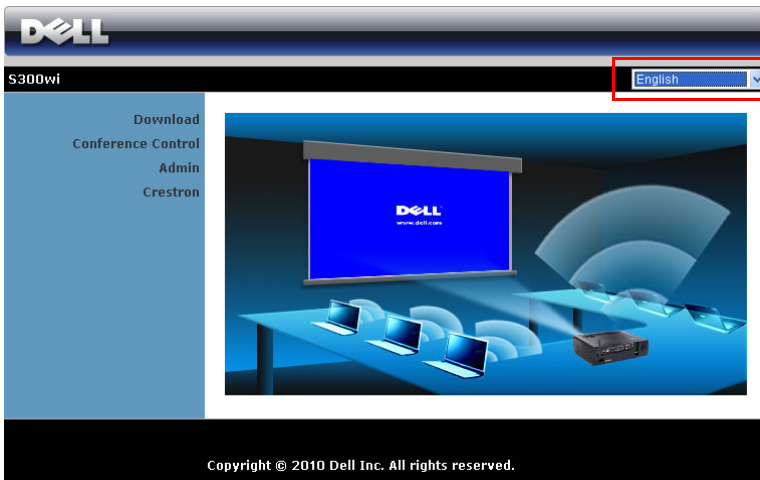 DELL
S300wi
English
Download
Conference Control
Admin
Crestron
DELL
www.dell.com
Copyright © 2010 Dell Inc. All rights reserved.